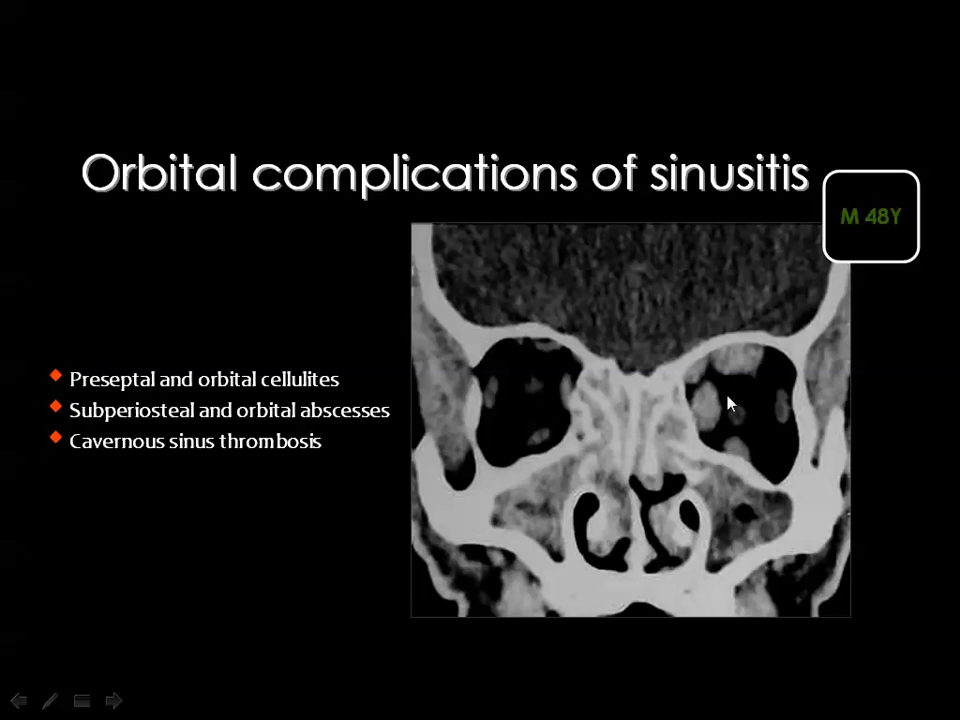 Orbital complications of sinusitis
M 48Y
Preseptal and orbital cellulites
Subperiosteal and orbital abscesses
Cavernous sinus thrombosis